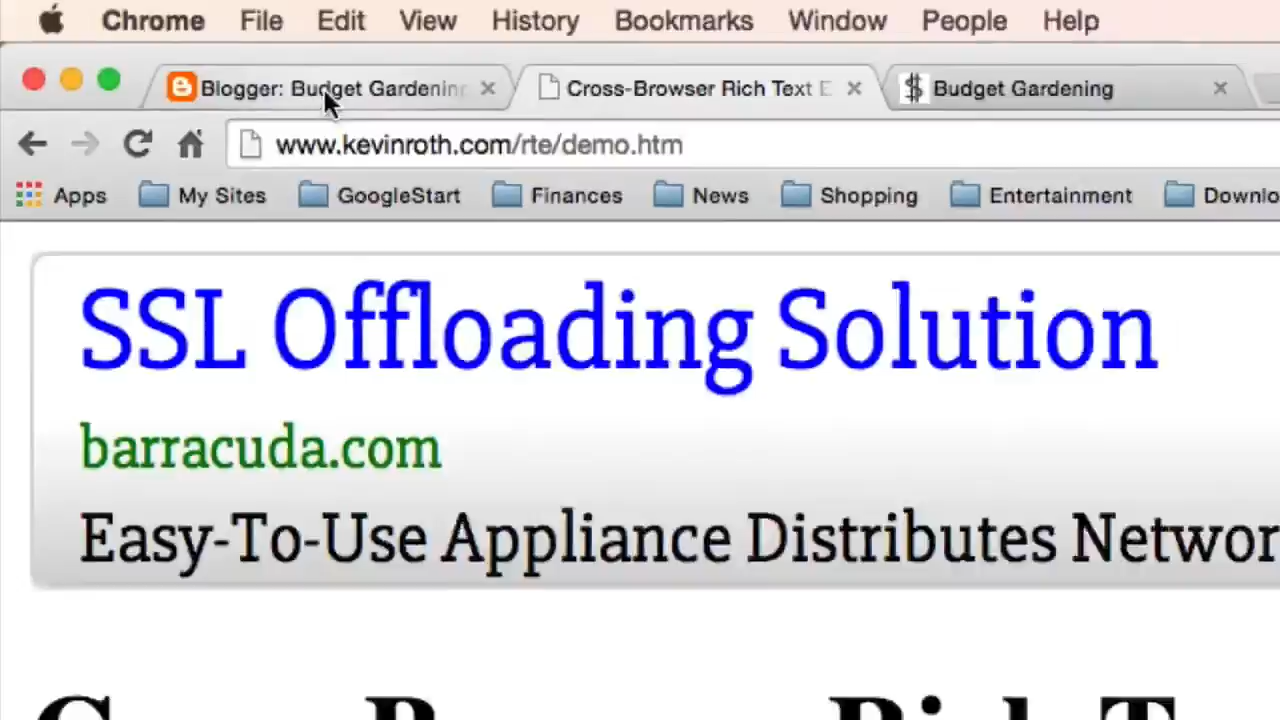 Chrome File Edit View History Bookmarks Window People Help
Blogger: Budget Gardening Cross-Browser Rich Text E Budget Gardening
www.kevinroth.com/rte/demo.htm
Apps My Sites GoogleStart Finances News Shopping Entertainment Downlo
SSL Offloading Solution
barracuda.com
Easy-To-Use Appliance Distributes Networ